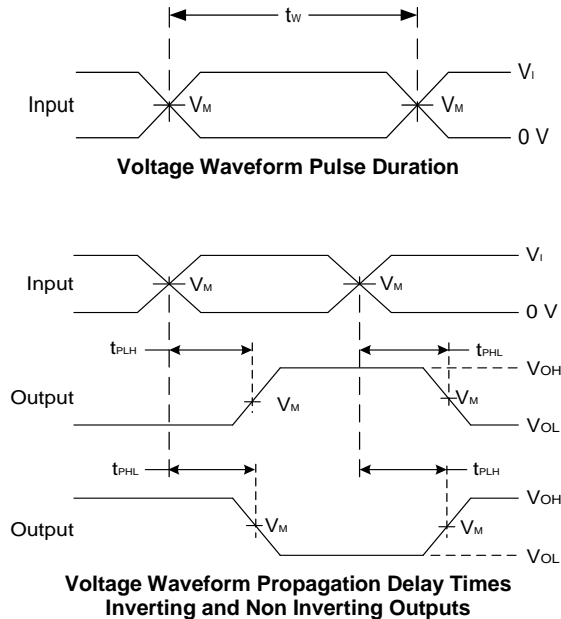 tW
VI
Input
VM
VM
0 V
Voltage Waveform Pulse Duration
VI
Input
VM
VM
0 V
tPLH
tPHL
VOH
Output
VM
VM
VOL
tPHL
tPLH
VOH
Output
VM
VM
VOL
Voltage Waveform Propagation Delay Times
Inverting and Non Inverting Outputs